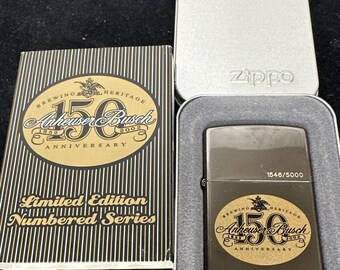 BREWING HERITAGE
150
Anheuser Busch
ANNIVERSARY
Limited Edition
Numbered Series
zippo
1546/5000
BREWING HERITAGE
150
Anheuser Busch
ANNIVERSARY